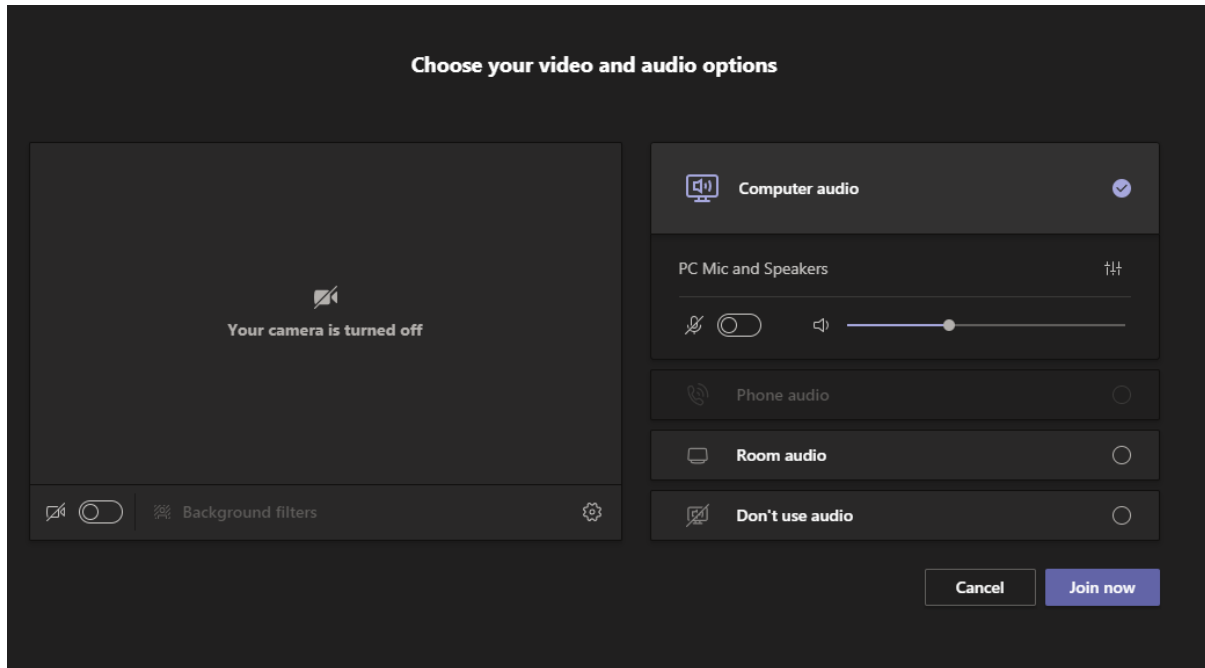 Choose your video and audio options
Your camera is turned off
Background filters
Computer audio
PC Mic and Speakers
Phone audio
Room audio
Don't use audio
Cancel
Join now